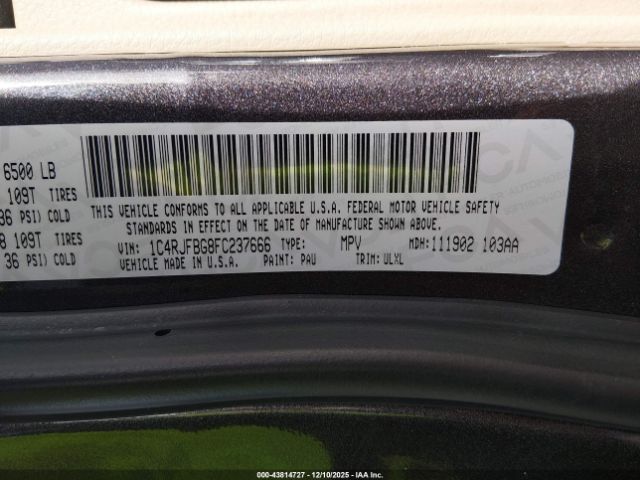 6500 LB
109T TIRES
36 PSI) COLD
8 109T TIRES
36 PSI) COLD
THIS VEHICLE CONFORMS TO ALL APPLICABLE U.S.A. FEDERAL MOTOR VEHICLE SAFETY
STANDARDS IN EFFECT ON THE DATE OF MANUFACTURE SHOWN ABOVE.
VIN: 1C4RJFBG8FC237666 TYPE: MPV MDH: 111902 103AA
VEHICLE MADE IN U.S.A. PAINT: PAU TRIM: ULXL
000-43814727 - 12/10/2025 - IAA Inc.